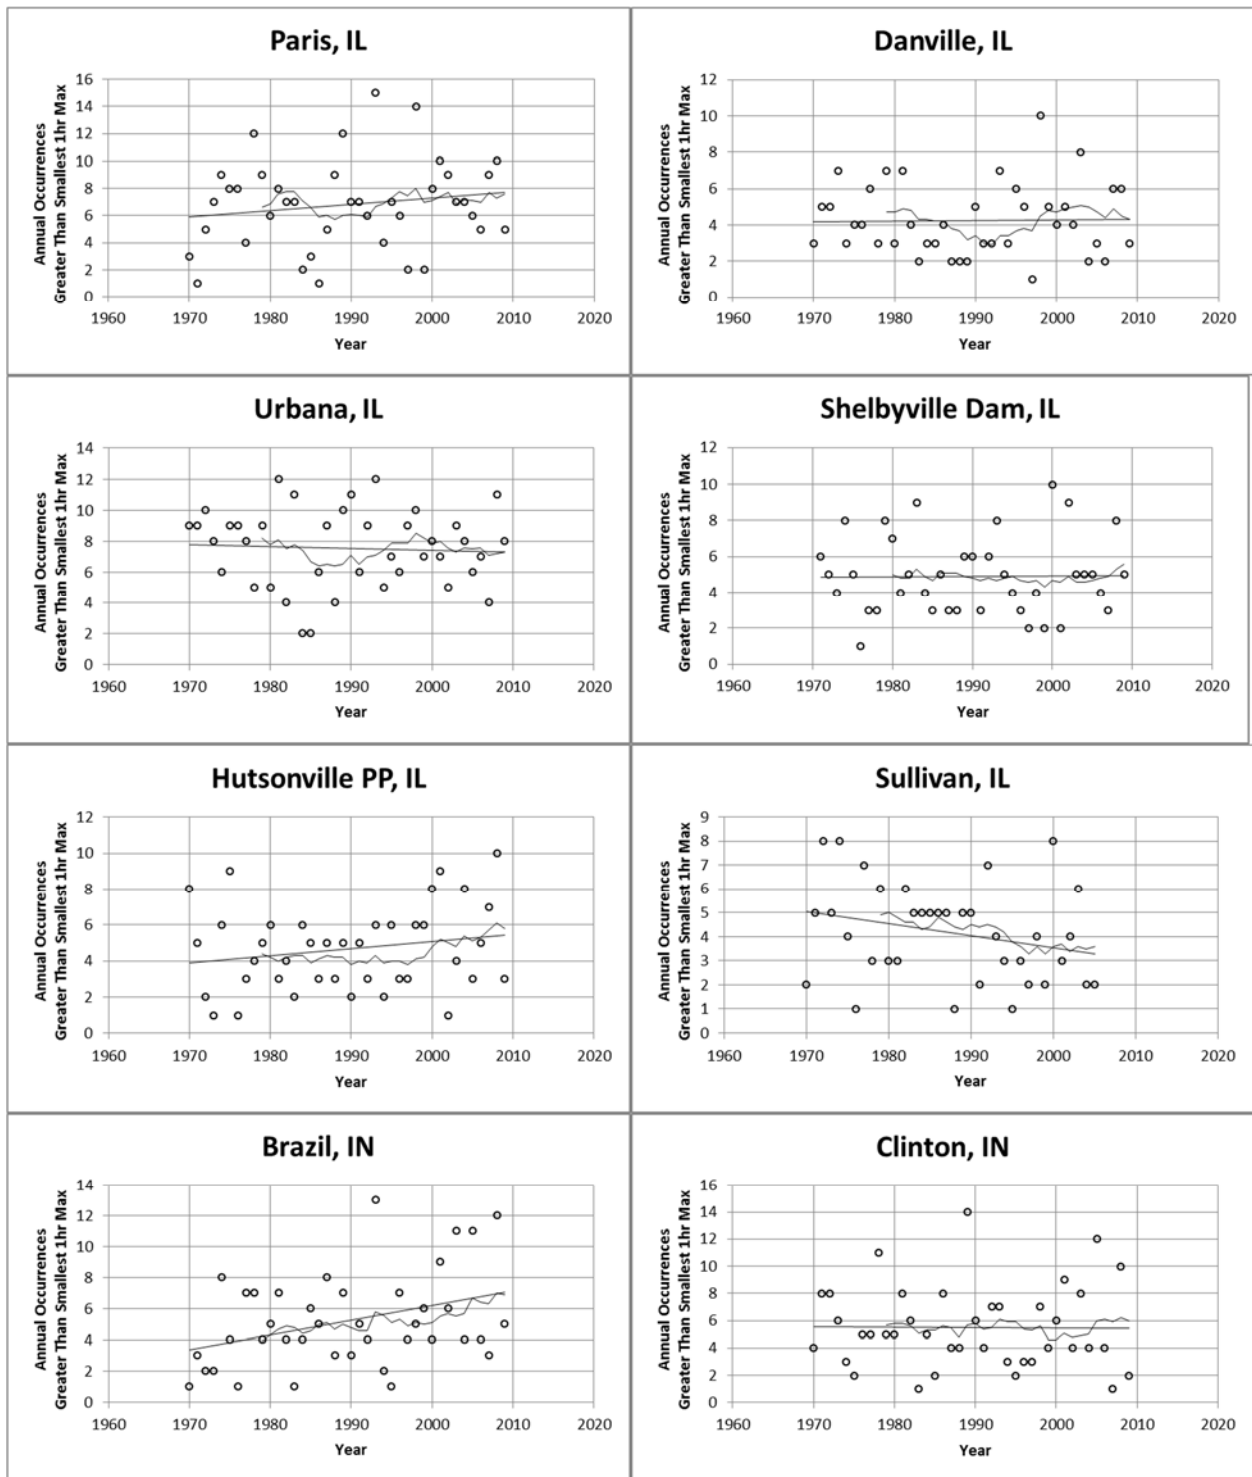 Paris, IL
Annual Occurrences
Greater Than Smallest 1hr Max
16
14
12
10
8
6
4
2
0
1960 1970 1980 1990 2000 2010 2020
Year
Danville, IL
Annual Occurrences
Greater Than Smallest 1hr Max
12
10
8
6
4
2
0
1960 1970 1980 1990 2000 2010 2020
Year
Urbana, IL
Annual Occurrences
Greater Than Smallest 1hr Max
14
12
10
8
6
4
2
0
1960 1970 1980 1990 2000 2010 2020
Year
Shelbyville Dam, IL
Annual Occurrences
Greater Than Smallest 1hr Max
12
10
8
6
4
2
0
1960 1970 1980 1990 2000 2010 2020
Year
Hutsonville PP, IL
Annual Occurrences
Greater Than Smallest 1hr Max
12
10
8
6
4
2
0
1960 1970 1980 1990 2000 2010 2020
Year
Sullivan, IL
Annual Occurrences
Greater Than Smallest 1hr Max
9
8
7
6
5
4
3
2
1
0
1960 1970 1980 1990 2000 2010 2020
Year
Brazil, IN
Annual Occurrences
Greater Than Smallest 1hr Max
14
12
10
8
6
4
2
0
1960 1970 1980 1990 2000 2010 2020
Year
Clinton, IN
Annual Occurrences
Greater Than Smallest 1hr Max
16
14
12
10
8
6
4
2
0
1960 1970 1980 1990 2000 2010 2020
Year